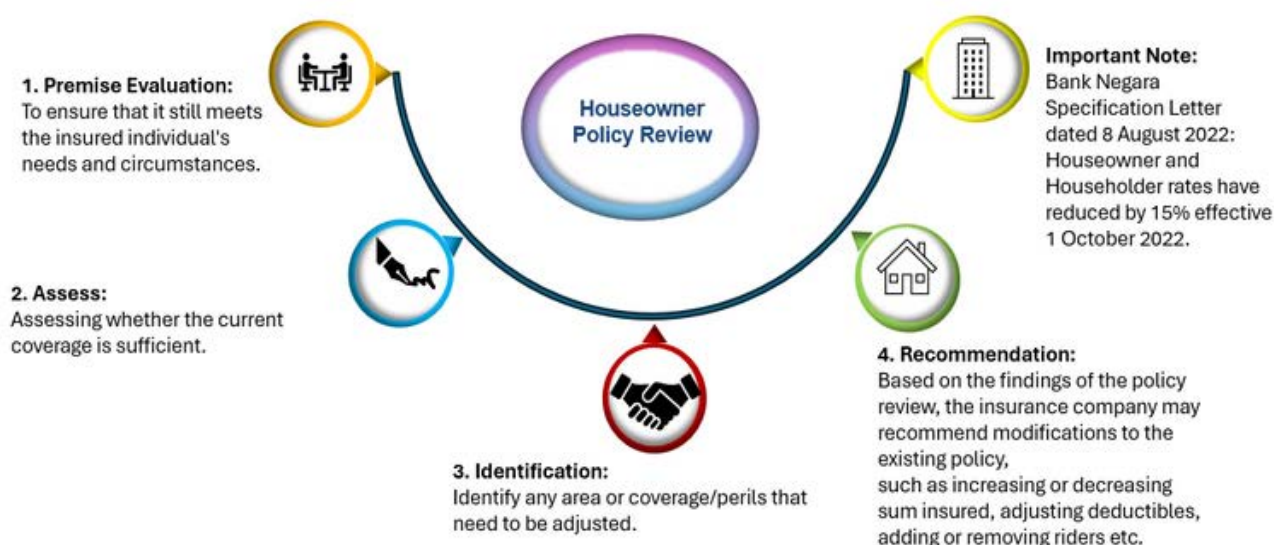 Houseowner
Policy Review
1. Premise Evaluation:
To ensure that it still meets
the insured individual's
needs and circumstances.
2. Assess:
Assessing whether the current
coverage is sufficient.
3. Identification:
Identify any area or coverage/perils that
need to be adjusted.
4. Recommendation:
Based on the findings of the policy
review, the insurance company may
recommend modifications to the
existing policy,
such as increasing or decreasing
sum insured, adjusting deductibles,
adding or removing riders etc.
Important Note:
Bank Negara
Specification Letter
dated 8 August 2022:
Houseowner and
Householder rates have
reduced by 15% effective
1 October 2022.